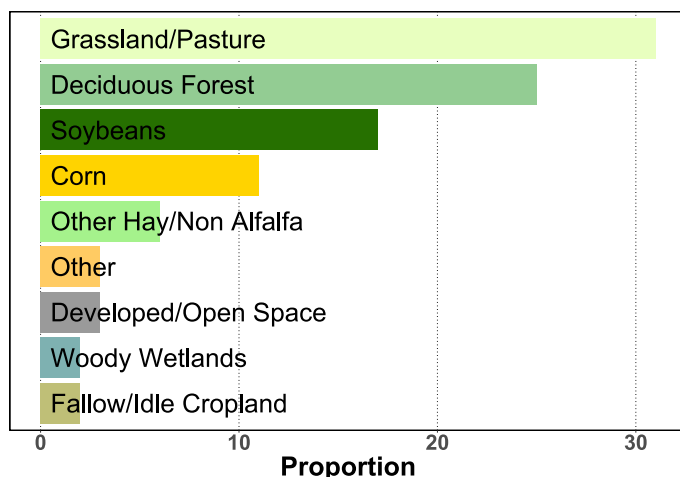 Grassland/Pasture
Deciduous Forest
Soybeans
Corn
Other Hay/Non Alfalfa
Other
Developed/Open Space
Woody Wetlands
Fallow/Idle Cropland
0 10 20 30
Proportion